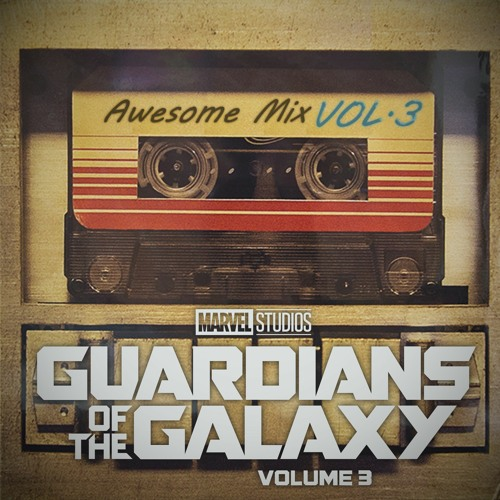 Awesome Mix VOL·3
MARVEL STUDIOS
GUARDIANS
OF THE GALAXY
VOLUME 3